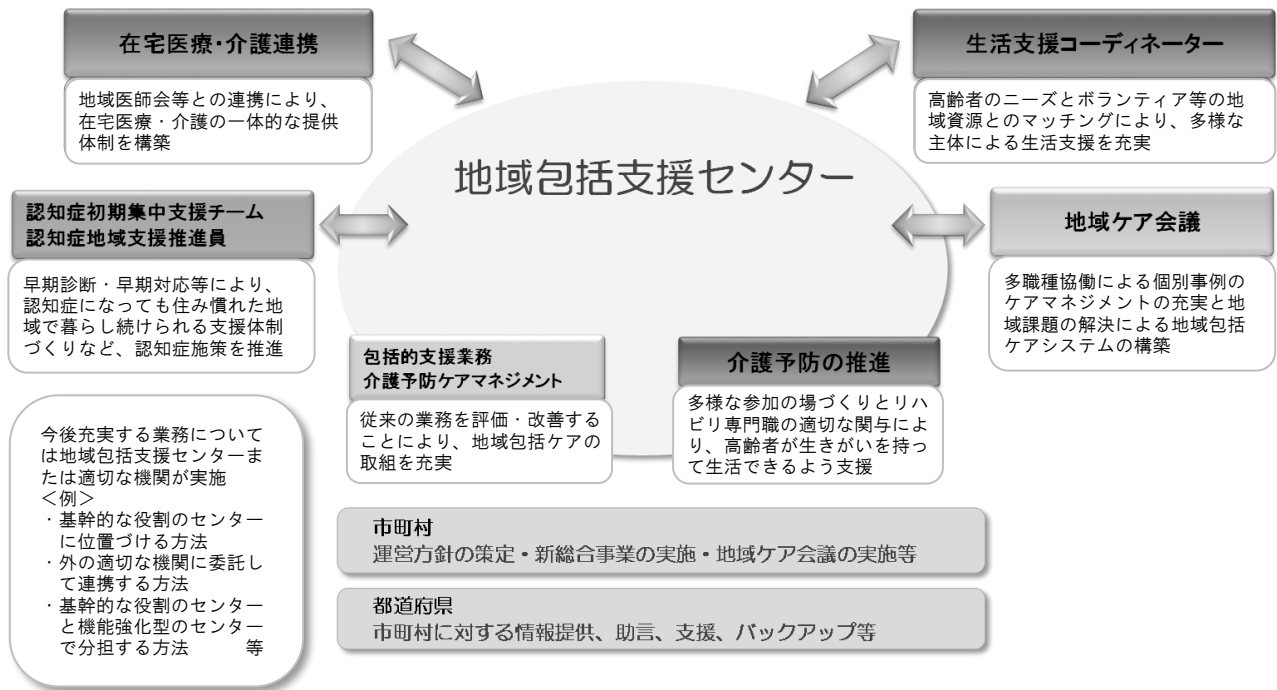 在宅医療・介護連携
地域医師会等との連携により、
在宅医療・介護の一体的な提供
体制を構築
生活支援コーディネーター
高齢者のニーズとボランティア等の地
域資源とのマッチングにより、多様な
主体による生活支援を充実
地域包括支援センター
認知症初期集中支援チーム
認知症地域支援推進員
早期診断・早期対応等により、
認知症になっても住み慣れた地
域で暮らし続けられる支援体制
づくりなど、認知症施策を推進
地域ケア会議
多職種協働による個別事例の
ケアマネジメントの充実と地
域課題の解決による地域包括
ケアシステムの構築
包括的支援業務
介護予防ケアマネジメント
従来の業務を評価・改善する
ことにより、地域包括ケアの
取組を充実
介護予防の推進
多様な参加の場づくりとリハ
ビリ専門職の適切な関与によ
り、高齢者が生きがいを持っ
て生活できるよう支援
今後充実する業務について
は地域包括支援センターま
たは適切な機関が実施
＜例＞
・基幹的な役割のセンター
に位置づける方法
・外の適切な機関に委託し
て連携する方法
・基幹的な役割のセンター
と機能強化型のセンター
で分担する方法　　等
市町村
運営方針の策定・新総合事業の実施・地域ケア会議の実施等
都道府県
市町村に対する情報提供、助言、支援、バックアップ等